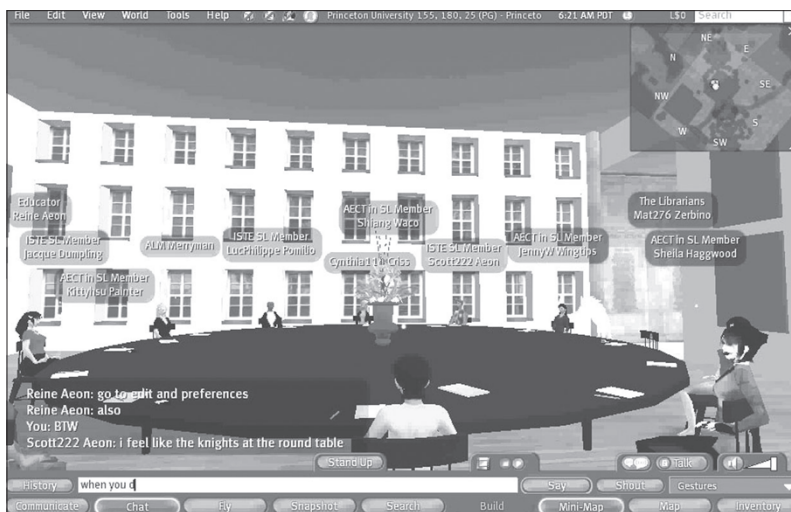 File Edit View World Tools Help Princeton University 155, 180, 25 (PG) - Princeto 6:21 AM PDT L$0 Search
NE
N E
NW SE
W S
SW
Educator
Reine Aeon
ISTE SL Member
Jacque Dumpling
AECT in SL Member
Kittylisu Painter
ALM Merryman
ISTE SL Member
LucPhilippe Pomillo
AECT in SL Member
Shijang Waco
ISTE SL Member
Scott222 Aeon
AECT in SL Member
JennyW Wingtips
The Librarians
Mat276 Zerbino
AECT in SL Member
Sheila Haggwood
Reine Aeon: go to edit and preferences
Reine Aeon: also
You: BTW
Scott222 Aeon: i feel like the knights at the round table
Stand Up Talk
History when you d Say Shout Gestures
Communicate Chat Fly Snapshot Search Build Mini-Map Map Inventory